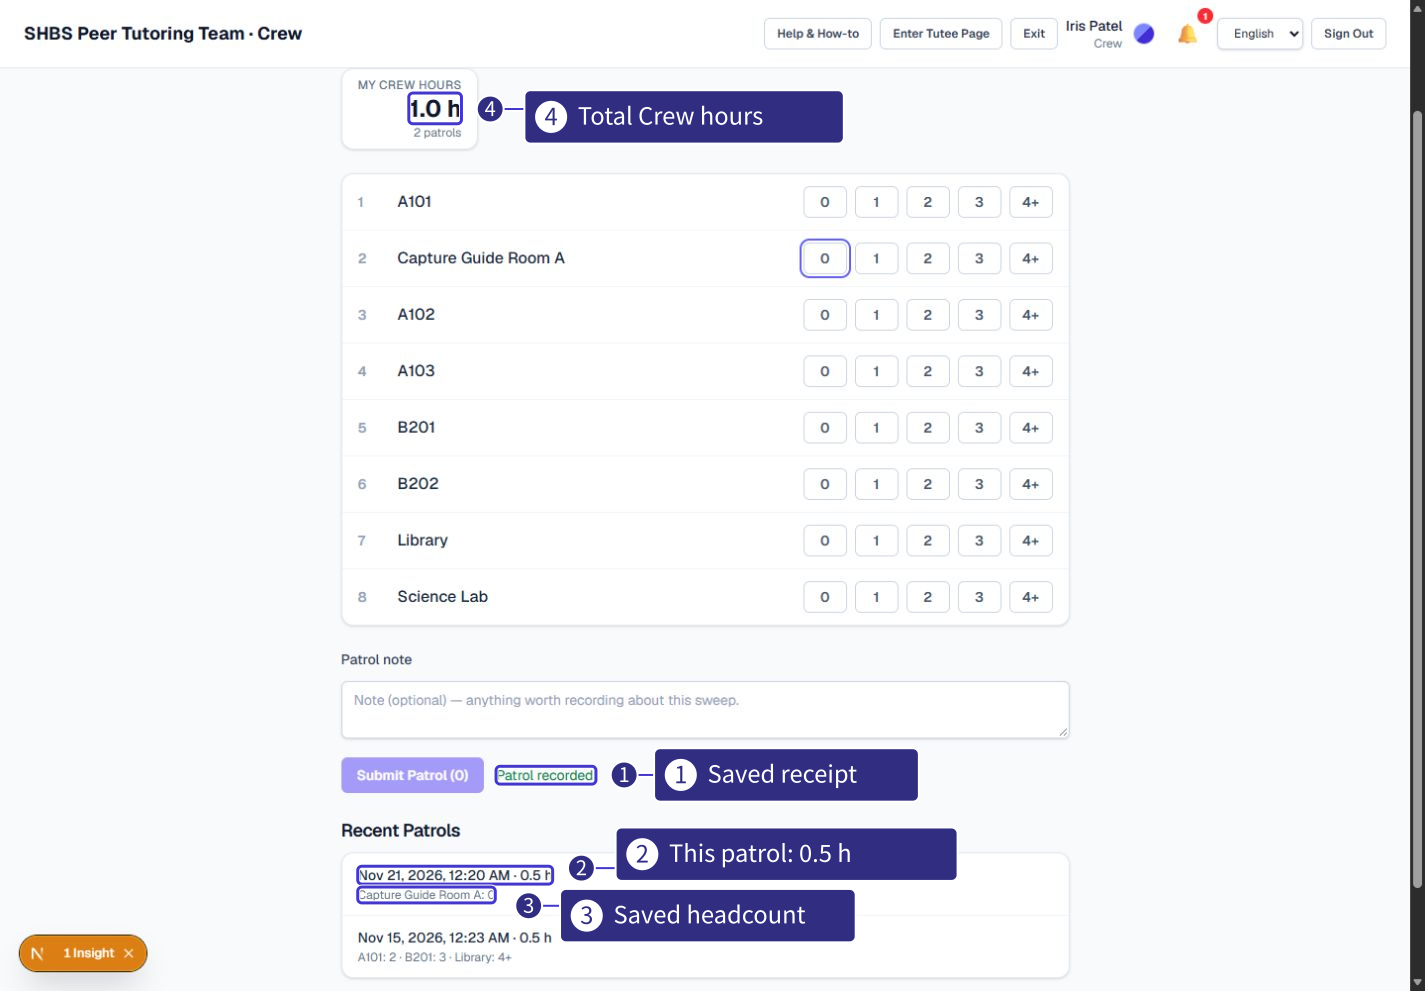 SHBS Peer Tutoring Team · Crew
Help & How-to
Enter Tutee Page
Exit
Iris Patel
Crew
1
English
Sign Out
MY CREW HOURS
1.0 h
2 patrols
4
4 Total Crew hours
1 A101 0 1 2 3 4+
2 Capture Guide Room A 0 1 2 3 4+
3 A102 0 1 2 3 4+
4 A103 0 1 2 3 4+
5 B201 0 1 2 3 4+
6 B202 0 1 2 3 4+
7 Library 0 1 2 3 4+
8 Science Lab 0 1 2 3 4+
Patrol note
Note (optional) — anything worth recording about this sweep.
Submit Patrol (0)
Patrol recorded
1
1 Saved receipt
Recent Patrols
Nov 21, 2026, 12:20 AM · 0.5 h
2
2 This patrol: 0.5 h
Capture Guide Room A: 0
3
3 Saved headcount
Nov 15, 2026, 12:23 AM · 0.5 h
A101: 2 · B201: 3 · Library: 4+
N 1 Insight ×